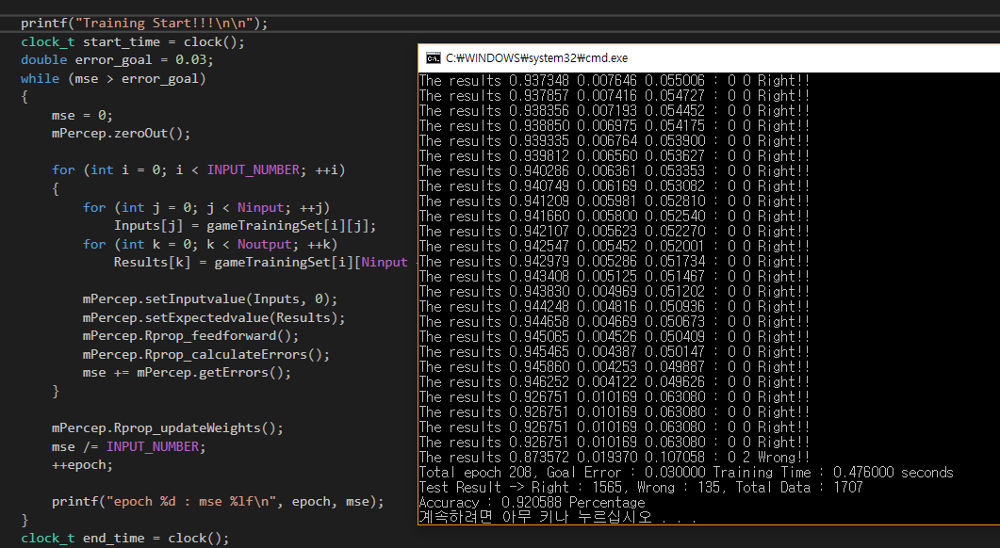 printf("Training Start!!!\n\n");
clock_t start_time = clock();
double error_goal = 0.03;
while (mse > error_goal)
{
mse = 0;
mPercep.zeroOut();
for (int i = 0; i < INPUT_NUMBER; ++i)
{
for (int j = 0; j < Ninput; ++j)
Inputs[j] = gameTrainingSet[i][j];
for (int k = 0; k < Noutput; ++k)
Results[k] = gameTrainingSet[i][Ninput
mPercep.setInputvalue(Inputs, 0);
mPercep.setExpectedvalue(Results);
mPercep.Rprop_feedforward();
mPercep.Rprop_calculateErrors();
mse += mPercep.getErrors();
}
mPercep.Rprop_updateWeights();
mse /= INPUT_NUMBER;
++epoch;
printf("epoch %d : mse %lf\n", epoch, mse);
}
clock_t end_time = clock();
C:₩WINDOWS₩system32₩cmd.exe
The results 0.937348 0.007646 0.055006 : 0 0 Right!!
The results 0.937857 0.007416 0.054727 : 0 0 Right!!
The results 0.938356 0.007193 0.054452 : 0 0 Right!!
The results 0.938850 0.006975 0.054175 : 0 0 Right!!
The results 0.939335 0.006764 0.053900 : 0 0 Right!!
The results 0.939812 0.006560 0.053627 : 0 0 Right!!
The results 0.940286 0.006361 0.053353 : 0 0 Right!!
The results 0.940749 0.006169 0.053082 : 0 0 Right!!
The results 0.941209 0.005981 0.052810 : 0 0 Right!!
The results 0.941660 0.005800 0.052540 : 0 0 Right!!
The results 0.942107 0.005623 0.052270 : 0 0 Right!!
The results 0.942547 0.005452 0.052001 : 0 0 Right!!
The results 0.942979 0.005286 0.051734 : 0 0 Right!!
The results 0.943408 0.005125 0.051467 : 0 0 Right!!
The results 0.943830 0.004969 0.051202 : 0 0 Right!!
The results 0.944248 0.004816 0.050936 : 0 0 Right!!
The results 0.944658 0.004669 0.050673 : 0 0 Right!!
The results 0.945065 0.004526 0.050409 : 0 0 Right!!
The results 0.945465 0.004387 0.050147 : 0 0 Right!!
The results 0.945860 0.004253 0.049887 : 0 0 Right!!
The results 0.946252 0.004122 0.049626 : 0 0 Right!!
The results 0.926751 0.010169 0.063080 : 0 0 Right!!
The results 0.926751 0.010169 0.063080 : 0 0 Right!!
The results 0.926751 0.010169 0.063080 : 0 0 Right!!
The results 0.926751 0.010169 0.063080 : 0 0 Right!!
The results 0.873572 0.019370 0.107058 : 0 2 Wrong!!
Total epoch 208, Goal Error : 0.030000 Training Time : 0.476000 seconds
Test Result -> Right : 1565, Wrong : 135, Total Data : 1707
Accuracy : 0.920588 Percentage
계속하려면 아무 키나 누르십시오 . . .